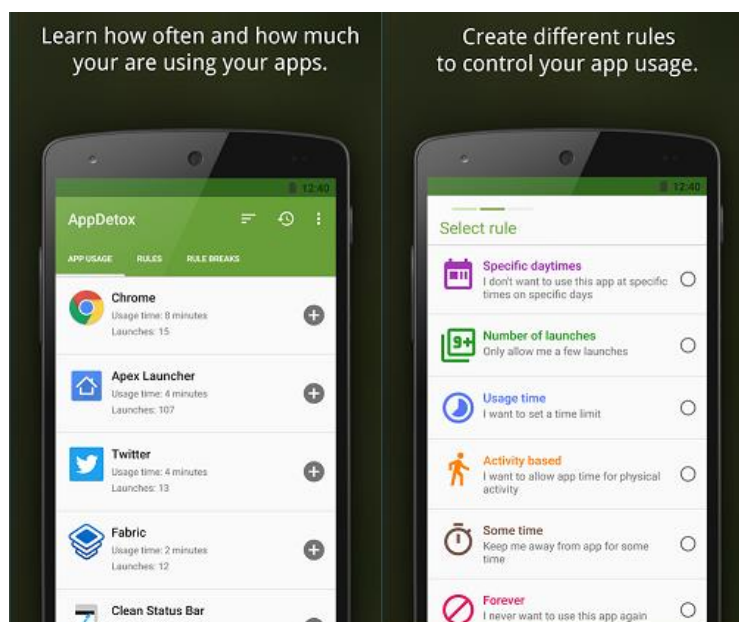 Learn how often and how much
your are using your apps.
12:40
AppDetox
APP USAGE RULES RULE BREAKS
Chrome
Usage time: 8 minutes
Launches: 15
Apex Launcher
Usage time: 4 minutes
Launches: 107
Twitter
Usage time: 4 minutes
Launches: 13
Fabric
Usage time: 2 minutes
Launches: 12
Clean Status Bar
Create different rules
to control your app usage.
12:40
Select rule
Specific daytimes
I don't want to use this app at specific
times on specific days
9+
Number of launches
Only allow me a few launches
Usage time
I want to set a time limit
Activity based
I want to allow app time for physical
activity
Some time
Keep me away from app for some
time
Forever
I never want to use this app again